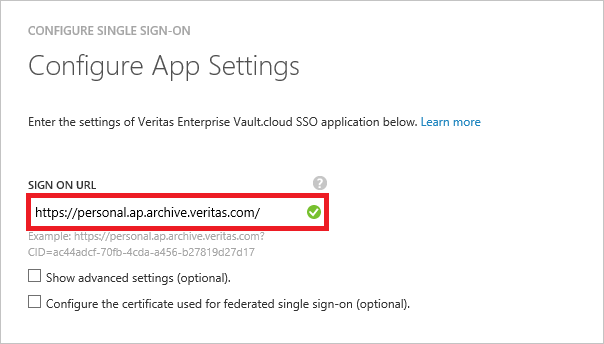 CONFIGURE SINGLE SIGN-ON
Configure App Settings
Enter the settings of Veritas Enterprise Vault.cloud SSO application below. Learn more
SIGN ON URL
?
https://personal.ap.archive.veritas.com/
Example: https://personal.ap.archive.veritas.com?
CID=ac44adcf-70fb-4cda-a456-b27819d27d17
Show advanced settings (optional).
Configure the certificate used for federated single sign-on (optional).